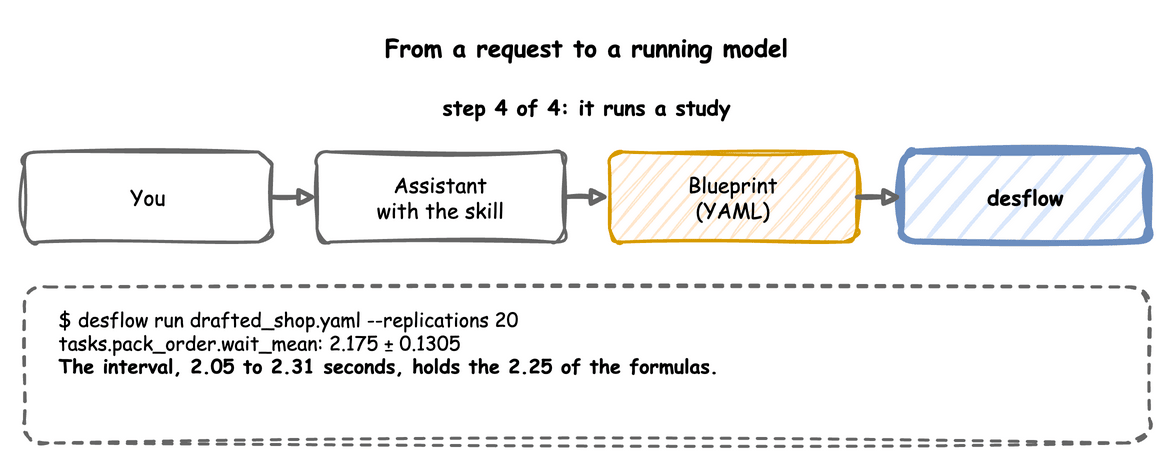 From a request to a running model
step 4 of 4: it runs a study
You
Assistant
with the skill
Blueprint
(YAML)
desflow
$ desflow run drafted_shop.yaml --replications 20
tasks.pack_order.wait_mean: 2.175 ± 0.1305
The interval, 2.05 to 2.31 seconds, holds the 2.25 of the formulas.